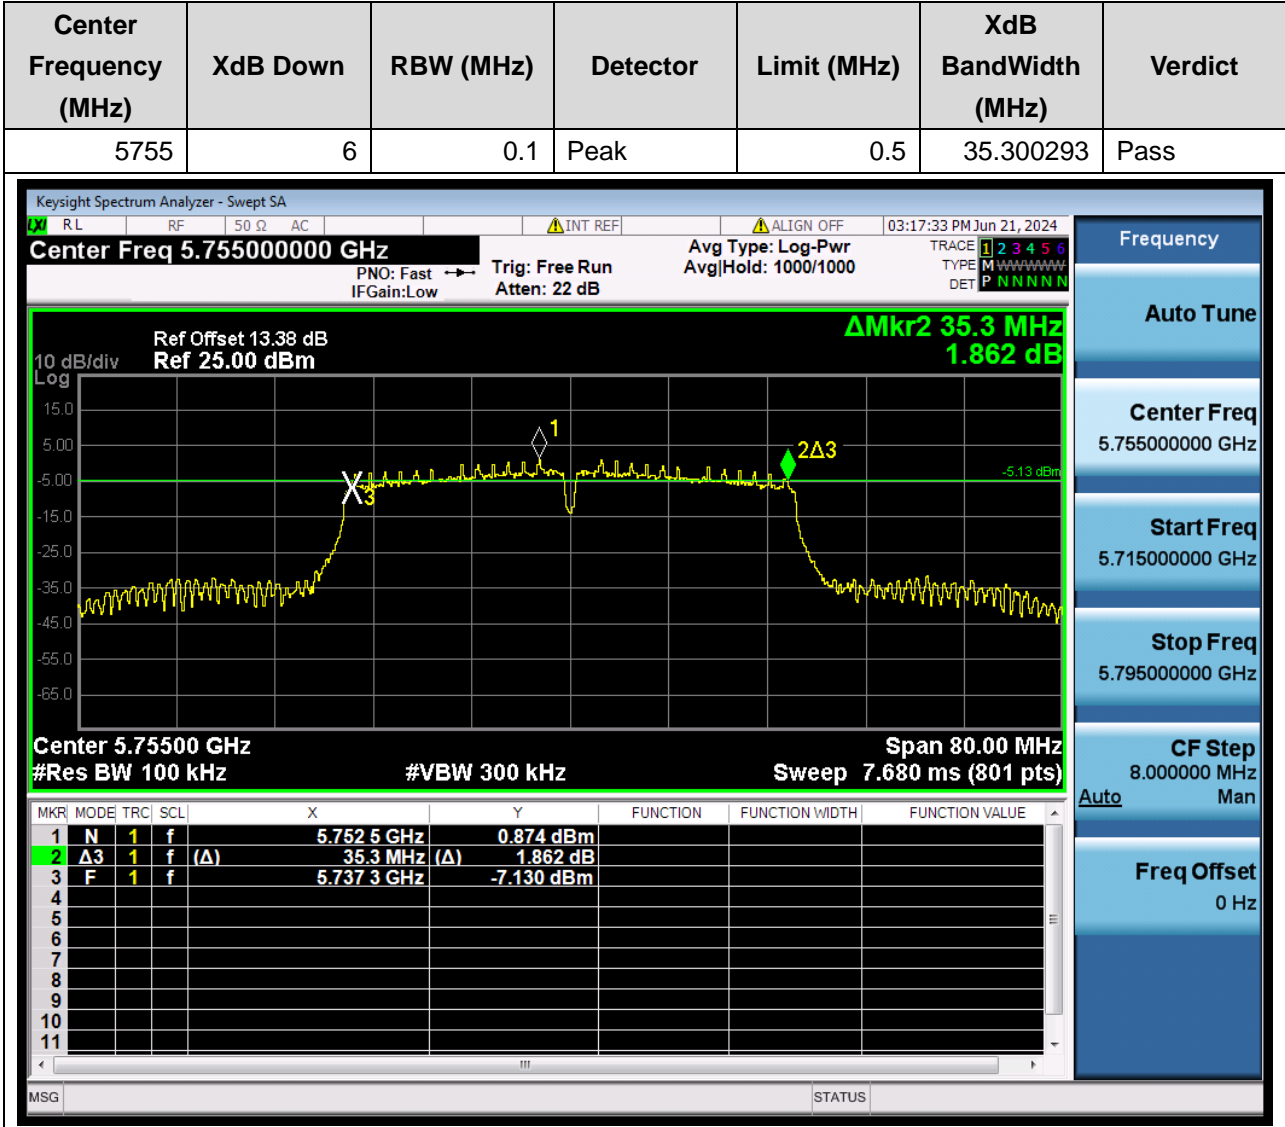 Center Frequency (MHz) XdB Down RBW (MHz) Detector Limit (MHz) XdB BandWidth (MHz) Verdict
5755 6 0.1 Peak 0.5 35.300293 Pass
Keysight Spectrum Analyzer - Swept SA
LXI RL RF 50 Ω AC INT REF ALIGN OFF 03:17:33 PM Jun 21, 2024
Center Freq 5.755000000 GHz
PNO: Fast
IFGain:Low
Trig: Free Run
Atten: 22 dB
Avg Type: Log-Pwr
Avg|Hold: 1000/1000
TRACE 1 2 3 4 5 6
TYPE M WWWWW
DET P N N N N N
ΔMkr2 35.3 MHz
1.862 dB
Ref Offset 13.38 dB
10 dB/div Ref 25.00 dBm
Log
15.0
5.00
-5.00
-15.0
-25.0
-35.0
-45.0
-55.0
-65.0
1
2Δ3
3
-5.13 dBm
Center 5.75500 GHz Span 80.00 MHz
#Res BW 100 kHz #VBW 300 kHz Sweep 7.680 ms (801 pts)
MKR MODE TRC SCL X Y FUNCTION FUNCTION WIDTH FUNCTION VALUE
1 N 1 f 5.752 5 GHz 0.874 dBm
2 Δ3 1 f (Δ) 35.3 MHz (Δ) 1.862 dB
3 F 1 f 5.737 3 GHz -7.130 dBm
4
5
6
7
8
9
10
11
MSG STATUS
Frequency
Auto Tune
Center Freq
5.755000000 GHz
Start Freq
5.715000000 GHz
Stop Freq
5.795000000 GHz
CF Step
8.000000 MHz
Auto Man
Freq Offset
0 Hz